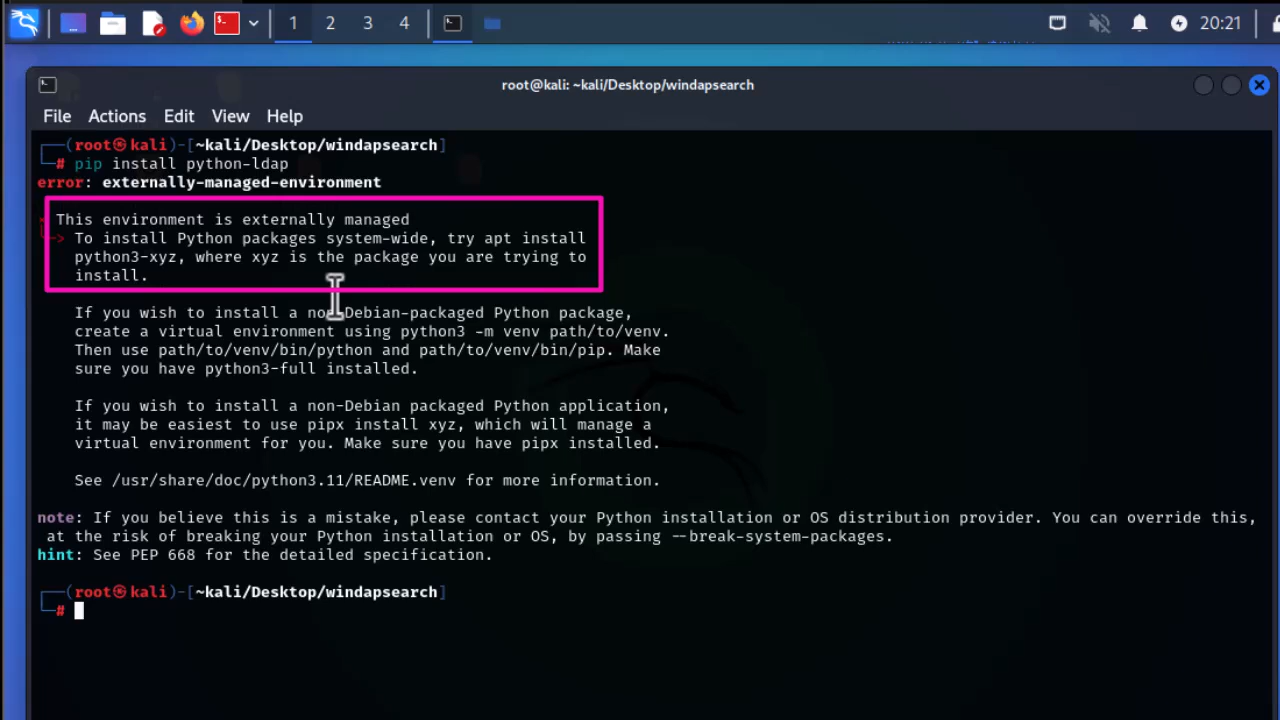 1 2 3 4 20:21
root@kali: ~kali/Desktop/windapsearch
File Actions Edit View Help
┌──(root㉿kali)-[~kali/Desktop/windapsearch]
└─# pip install python-ldap
error: externally-managed-environment
× This environment is externally managed
╰─> To install Python packages system-wide, try apt install
python3-xyz, where xyz is the package you are trying to
install.
If you wish to install a non-Debian-packaged Python package,
create a virtual environment using python3 -m venv path/to/venv.
Then use path/to/venv/bin/python and path/to/venv/bin/pip. Make
sure you have python3-full installed.
If you wish to install a non-Debian packaged Python application,
it may be easiest to use pipx install xyz, which will manage a
virtual environment for you. Make sure you have pipx installed.
See /usr/share/doc/python3.11/README.venv for more information.
note: If you believe this is a mistake, please contact your Python installation or OS distribution provider. You can override this,
at the risk of breaking your Python installation or OS, by passing --break-system-packages.
hint: See PEP 668 for the detailed specification.
┌──(root㉿kali)-[~kali/Desktop/windapsearch]
└─#